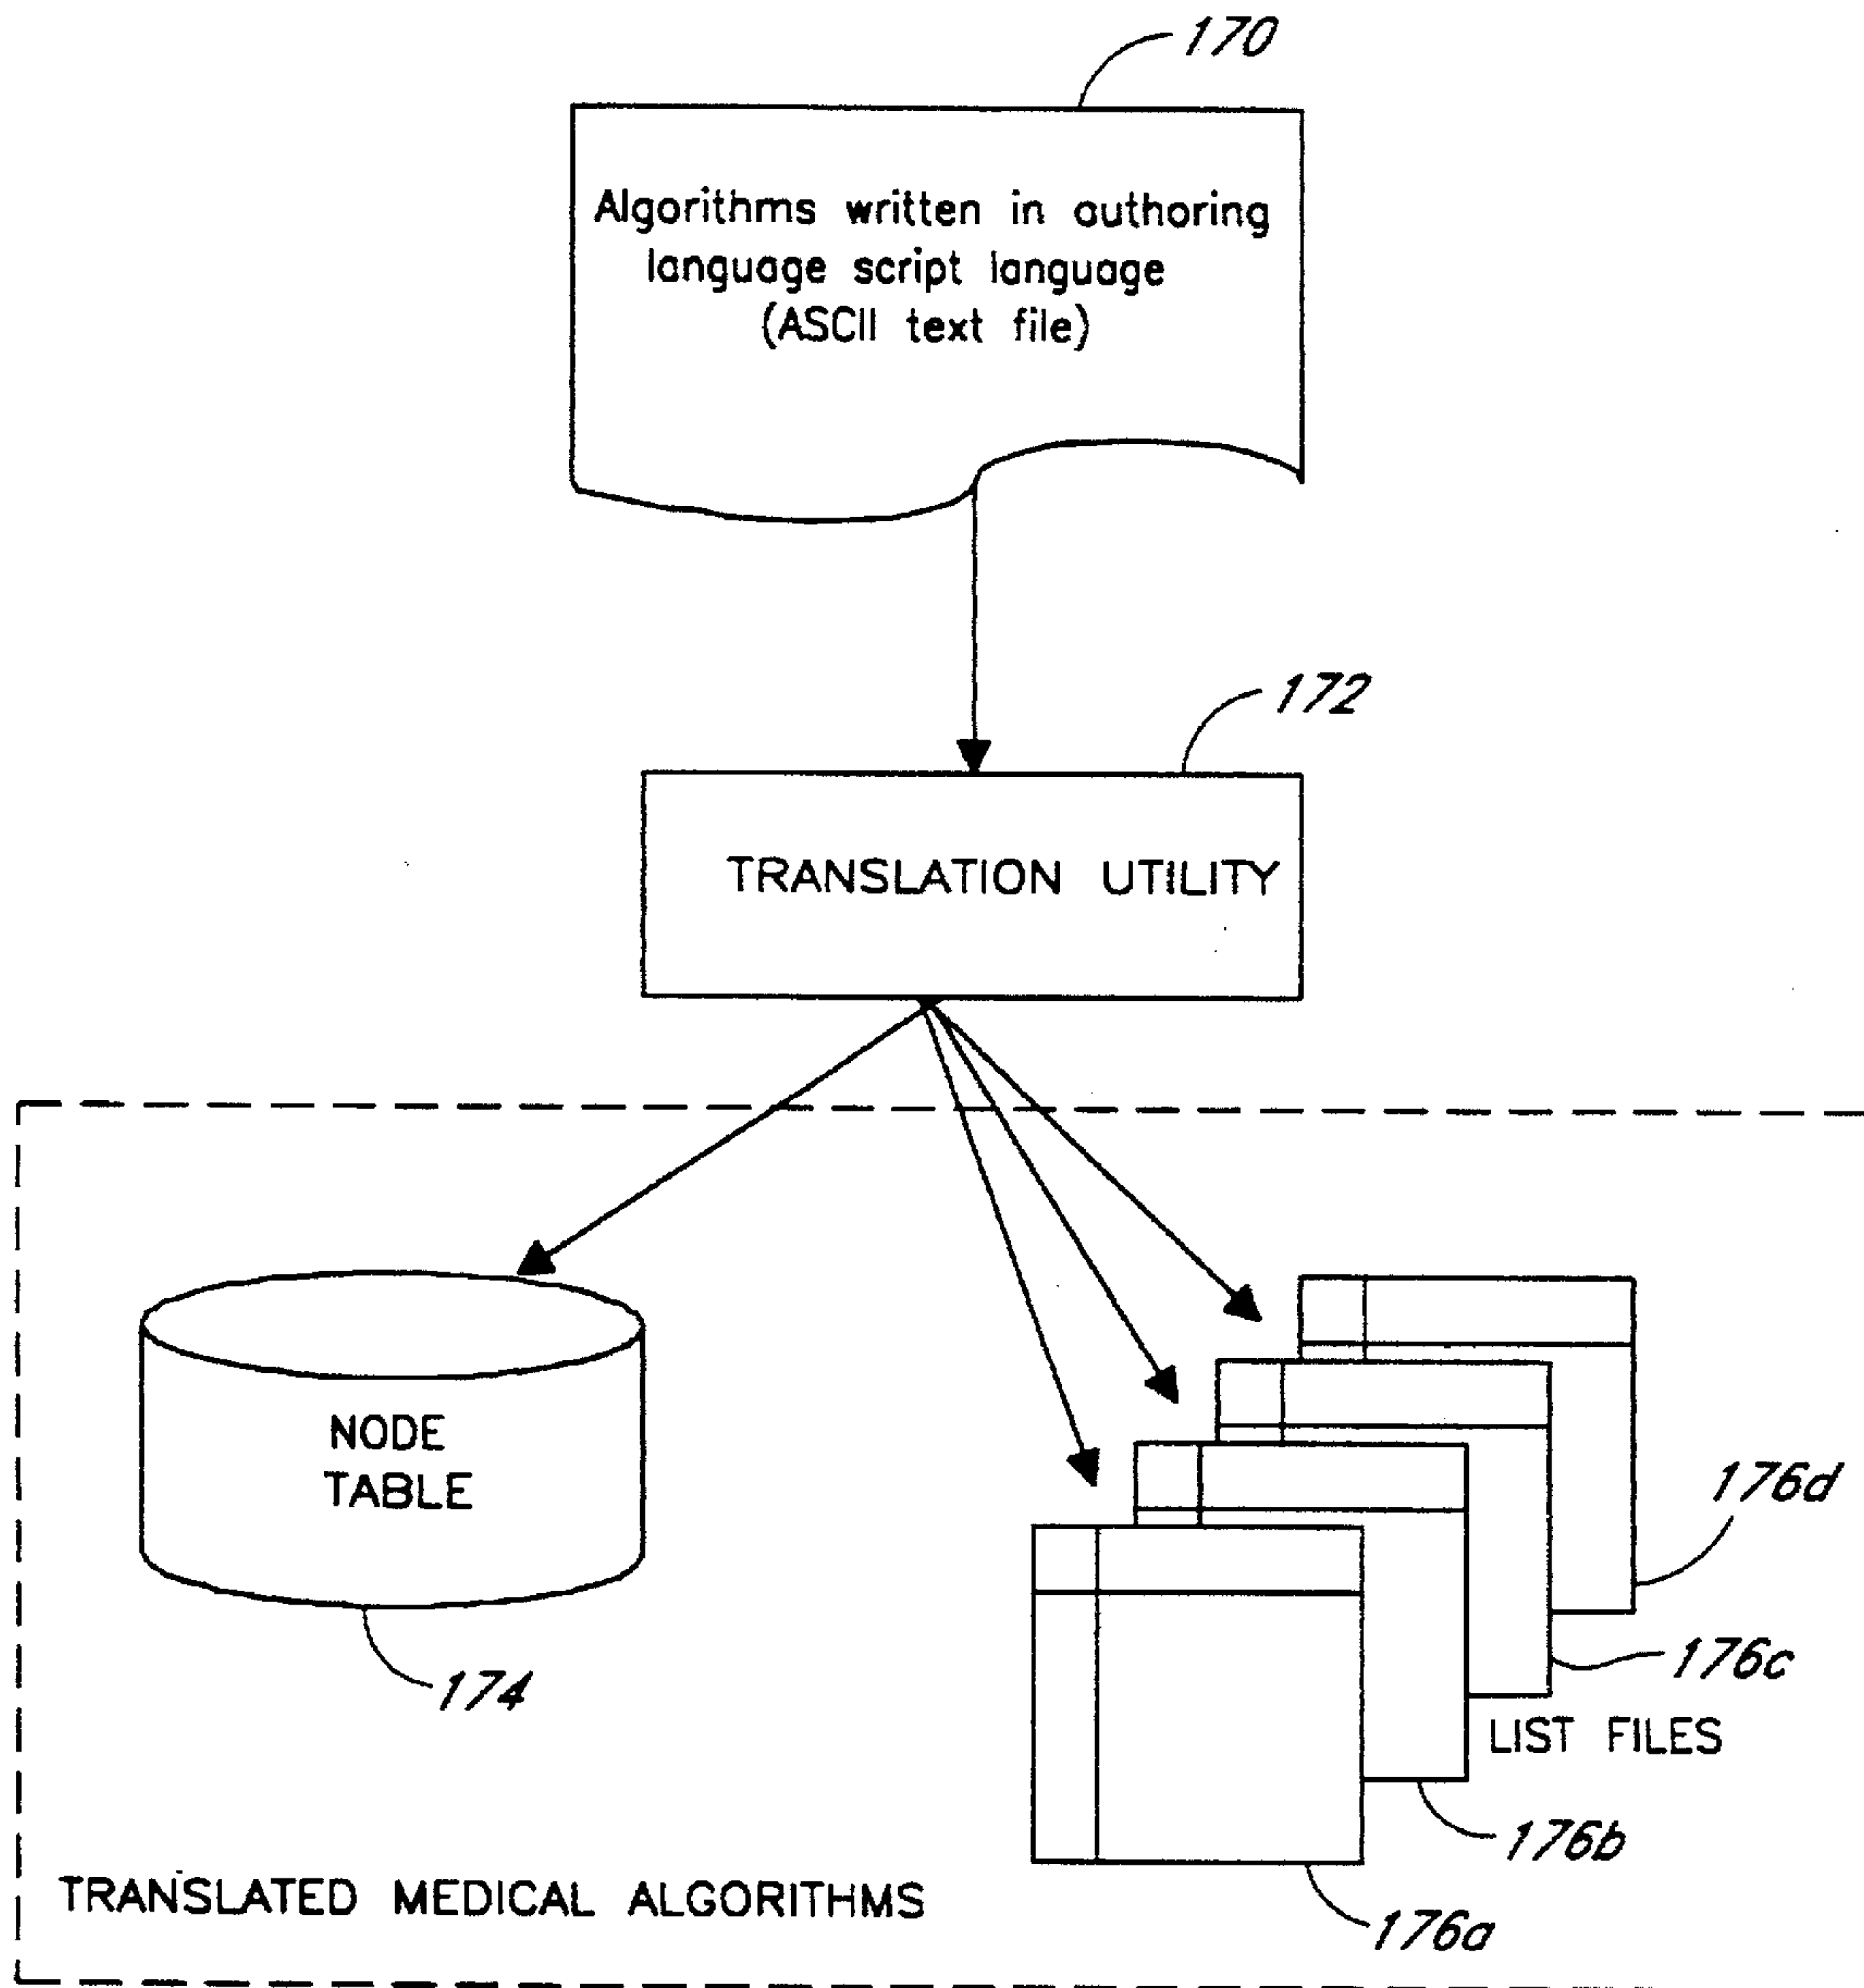 170
Algorithms written in authoring
language script language
(ASCII text file)
172
TRANSLATION UTILITY
NODE
TABLE
174
176d
176c
LIST FILES
176b
176a
TRANSLATED MEDICAL ALGORITHMS